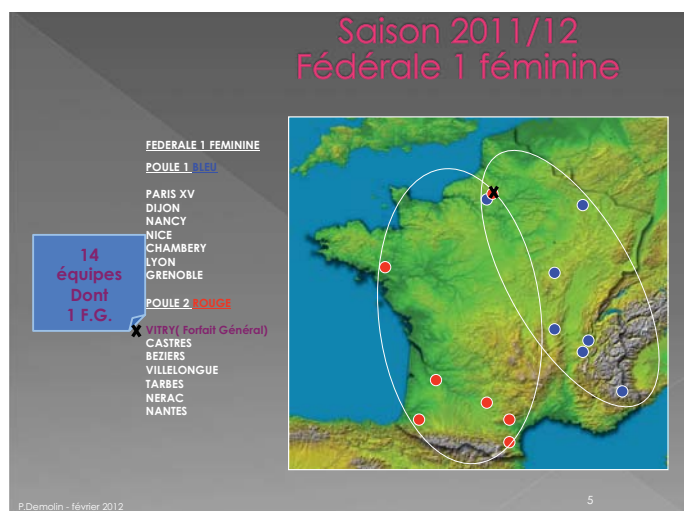 Saison 2011/12
Fédérale 1 féminine
FEDERALE 1 FEMININE
POULE 1 BLEU
PARIS XV
DIJON
NANCY
NICE
CHAMBERY
LYON
GRENOBLE
POULE 2 ROUGE
VITRY( Forfait Général)
CASTRES
BEZIERS
VILLELONGUE
TARBES
NERAC
NANTES
14
équipes
Dont
1 F.G.
P.Demolin - février 2012
5